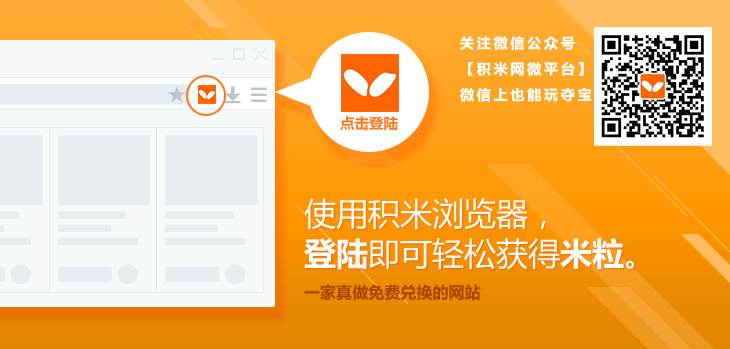 关注微信公众号
【积米网微平台】
微信上也能玩夺宝
点击登陆
使用积米浏览器，
登陆即可轻松获得米粒。
一家真做免费兑换的网站